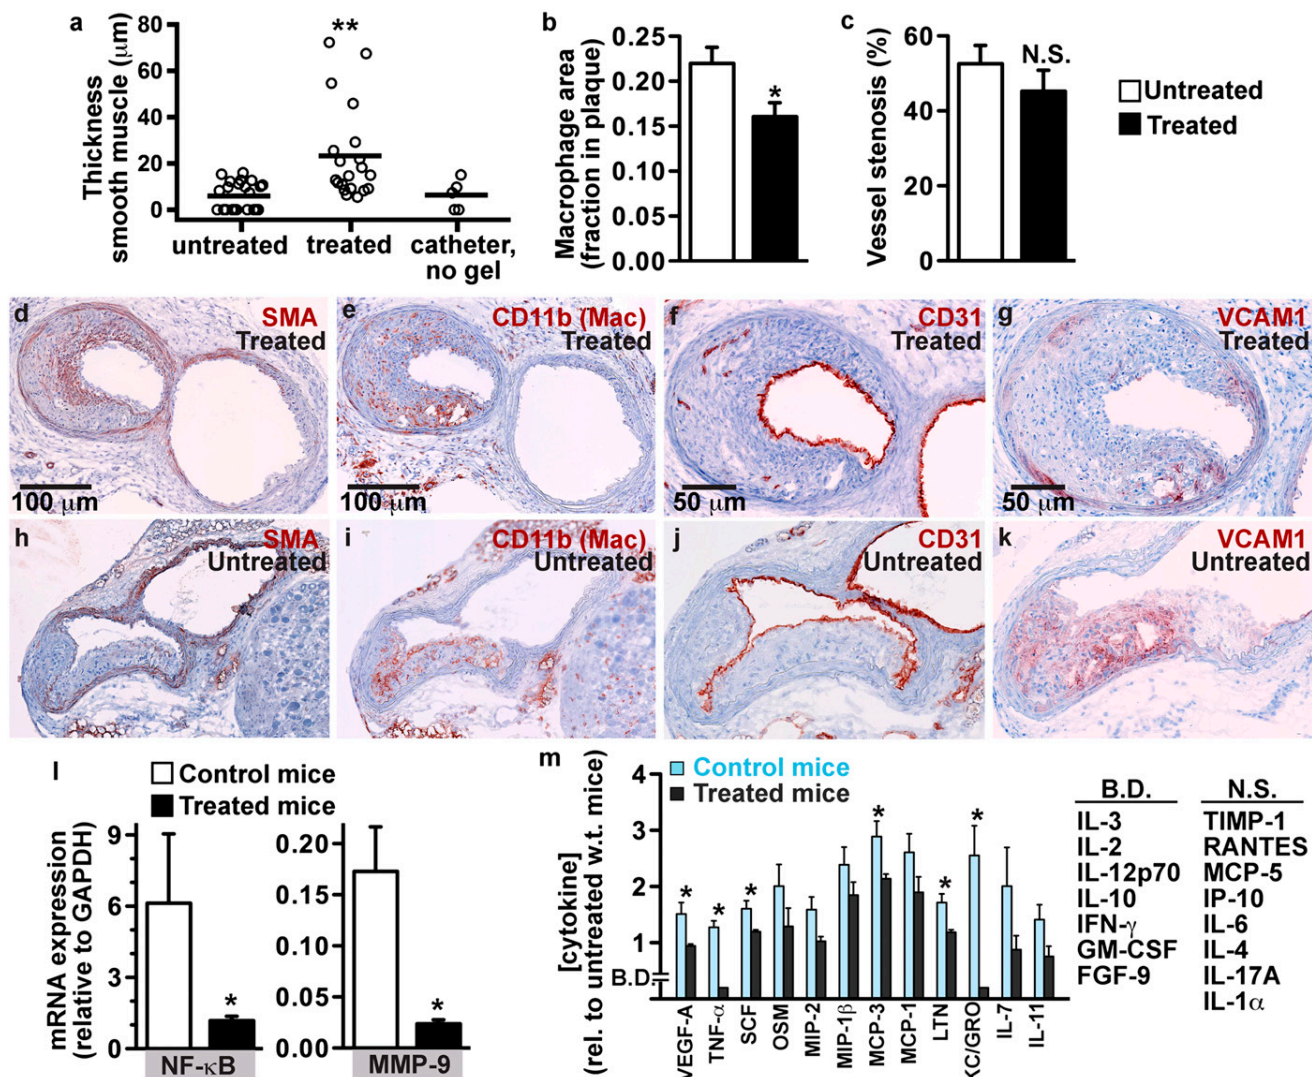 a
Thickness
smooth muscle (μm)
80
60
40
20
0
**
untreated
treated
catheter,
no gel
b
Macrophage area
(fraction in plaque)
0.25
0.20
0.15
0.10
0.05
0.00
*
c
Vessel stenosis (%)
60
40
20
0
N.S.
Untreated
Treated
d
SMA
Treated
100 μm
e
CD11b (Mac)
Treated
100 μm
f
CD31
Treated
50 μm
g
VCAM1
Treated
50 μm
h
SMA
Untreated
i
CD11b (Mac)
Untreated
j
CD31
Untreated
k
VCAM1
Untreated
l
Control mice
Treated mice
mRNA expression
(relative to GAPDH)
9
6
3
0
*
NF-κB
0.20
0.15
0.10
0.05
0.00
*
MMP-9
m
Control mice
Treated mice
[cytokine]
(rel. to untreated w.t. mice)
4
3
2
1
B.D.
* * * * * *
VEGF-A
TNF-α
SCF
OSM
MIP-2
MIP-1β
MCP-3
MCP-1
LTN
KC/GRO
IL-7
IL-11
B.D.
IL-3
IL-2
IL-12p70
IL-10
IFN-γ
GM-CSF
FGF-9
N.S.
TIMP-1
RANTES
MCP-5
IP-10
IL-6
IL-4
IL-17A
IL-1α